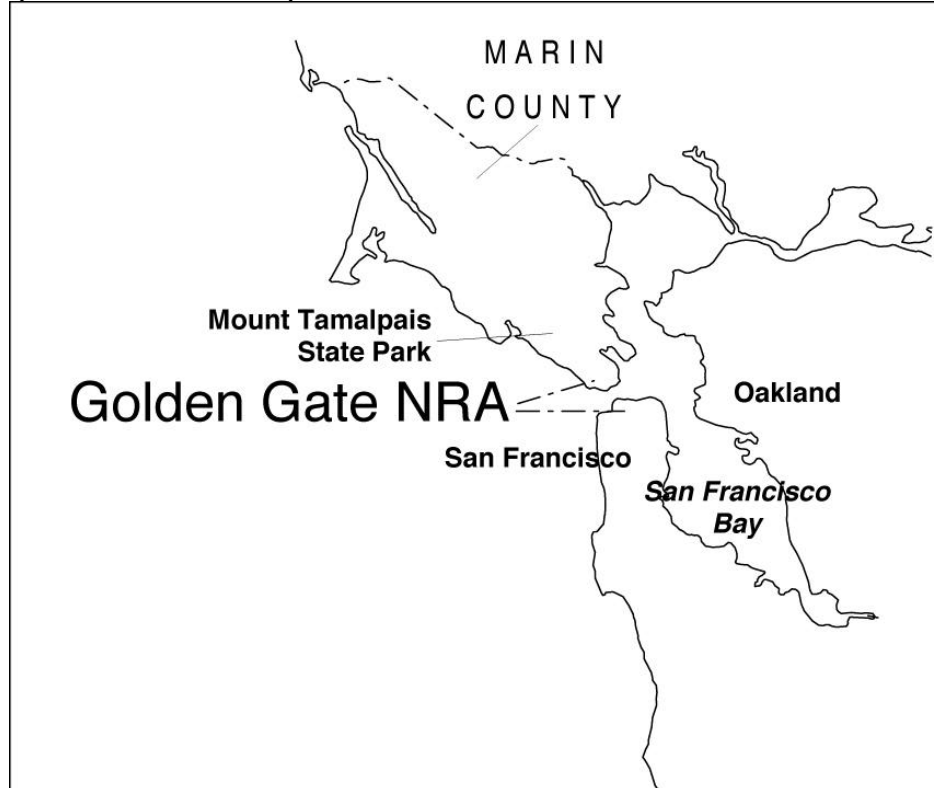 MARIN
COUNTY
Mount Tamalpais
State Park
Golden Gate NRA
Oakland
San Francisco
San Francisco
Bay